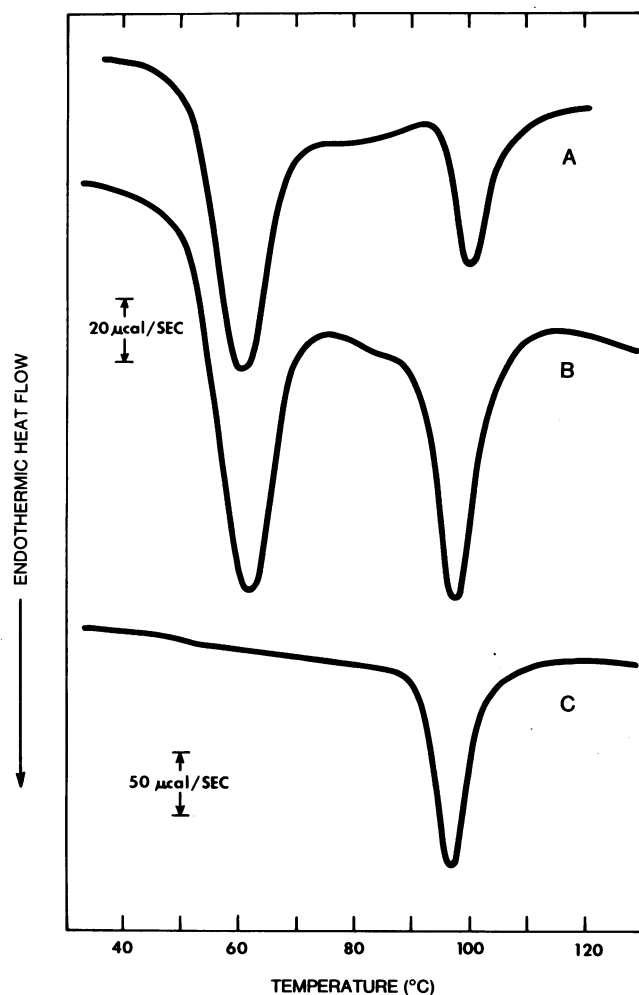 A
20 μcal/SEC
B
ENDOTHERMIC HEAT FLOW
C
50 μcal/SEC
40 60 80 100 120
TEMPERATURE (°C)